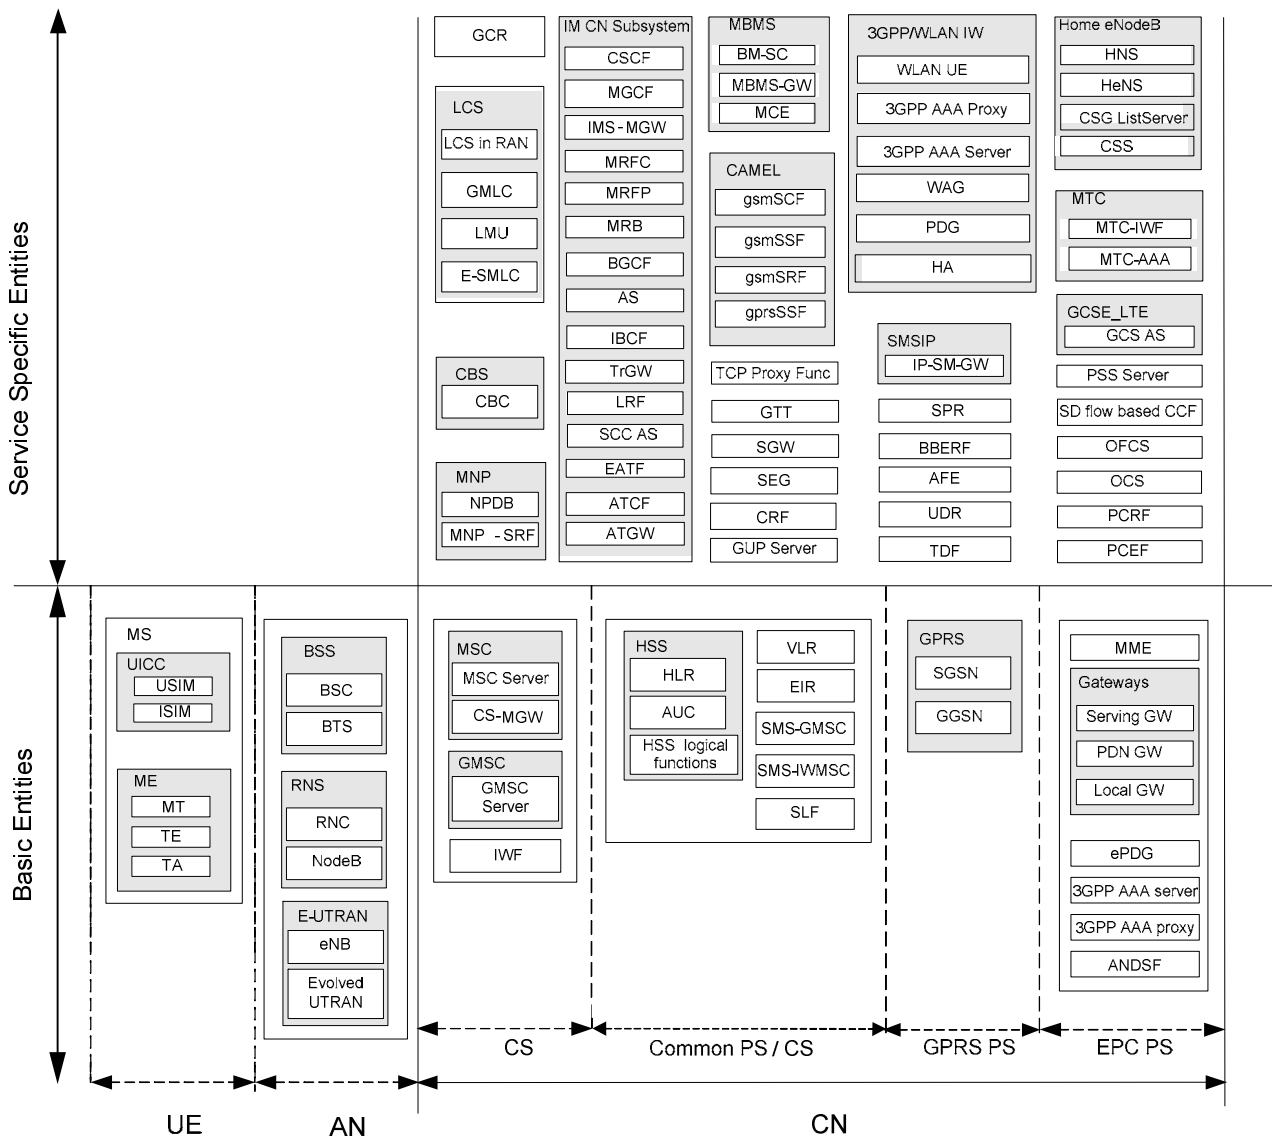 Service Specific Entities
GCR
LCS
LCS in RAN
GMLC
LMU
E-SMLC
CBS
CBC
MNP
NPDB
MNP - SRF
IM CN Subsystem
CSCF
MGCF
IMS - MGW
MRFC
MRFP
MRB
BGCF
AS
IBCF
TrGW
LRF
SCC AS
EATF
ATCF
ATGW
MBMS
BM-SC
MBMS-GW
MCE
CAMEL
gsmSCF
gsmSSF
gsmSRF
gprsSSF
TCP Proxy Func
GTT
SGW
SEG
CRF
GUP Server
3GPP/WLAN IW
WLAN UE
3GPP AAA Proxy
3GPP AAA Server
WAG
PDG
HA
SMSIP
IP-SM-GW
SPR
BBERF
AFE
UDR
TDF
Home eNodeB
HNS
HeNS
CSG ListServer
CSS
MTC
MTC-IWF
MTC-AAA
GCSE_LTE
GCS AS
PSS Server
SD flow based CCF
OFCS
OCS
PCRF
PCEF
Basic Entities
MS
UICC
USIM
ISIM
ME
MT
TE
TA
BSS
BSC
BTS
RNS
RNC
NodeB
E-UTRAN
eNB
Evolved
UTRAN
MSC
MSC Server
CS-MGW
GMSC
GMSC
Server
IWF
HSS
HLR
AUC
HSS logical
functions
VLR
EIR
SMS-GMSC
SMS-IWMSC
SLF
GPRS
SGSN
GGSN
MME
Gateways
Serving GW
PDN GW
Local GW
ePDG
3GPP AAA server
3GPP AAA proxy
ANDSF
CS
Common PS / CS
GPRS PS
EPC PS
UE
AN
CN